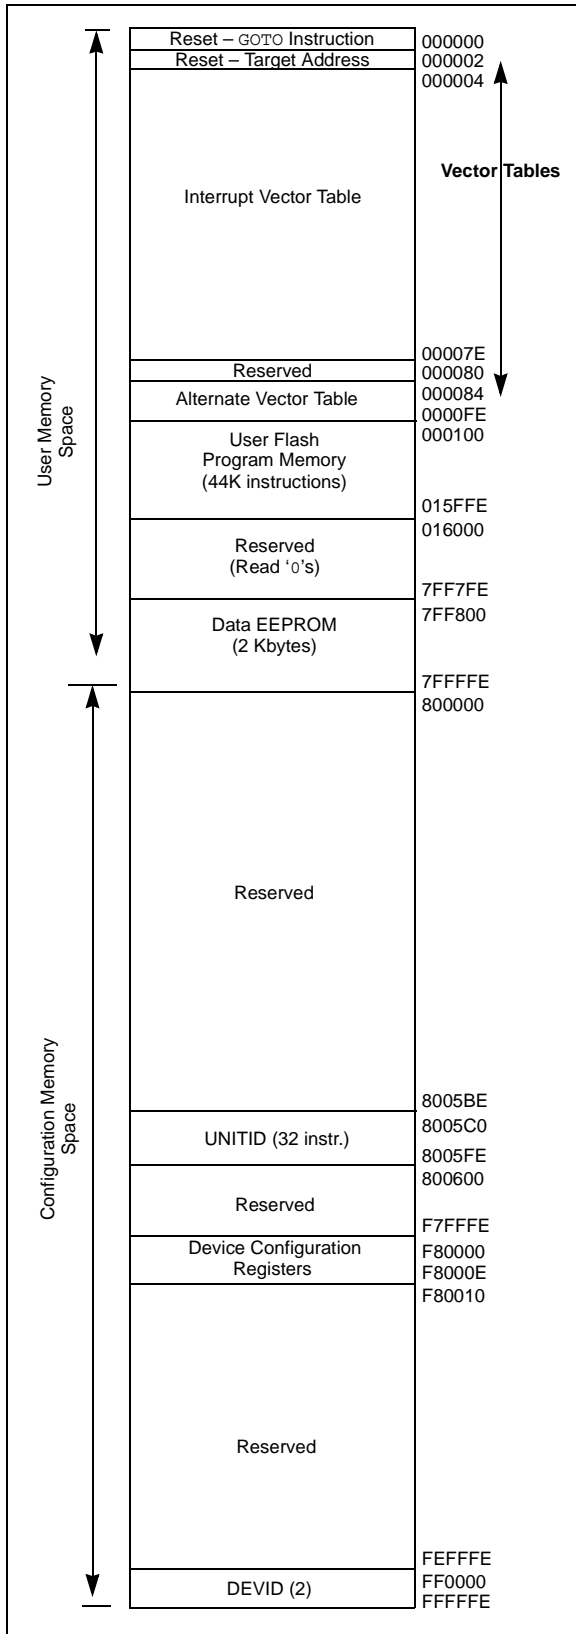 Reset – GOTO Instruction
000000
Reset – Target Address
000002
000004
Vector Tables
Interrupt Vector Table
00007E
Reserved
000080
Alternate Vector Table
000084
0000FE
User Memory
Space
User Flash
Program Memory
(44K instructions)
000100
015FFE
016000
Reserved
(Read ‘0’s)
7FF7FE
7FF800
Data EEPROM
(2 Kbytes)
7FFFFE
800000
Reserved
Configuration Memory
Space
8005BE
8005C0
UNITID (32 instr.)
8005FE
800600
Reserved
F7FFFE
Device Configuration
Registers
F80000
F8000E
F80010
Reserved
FEFFFE
FF0000
DEVID (2)
FFFFFE